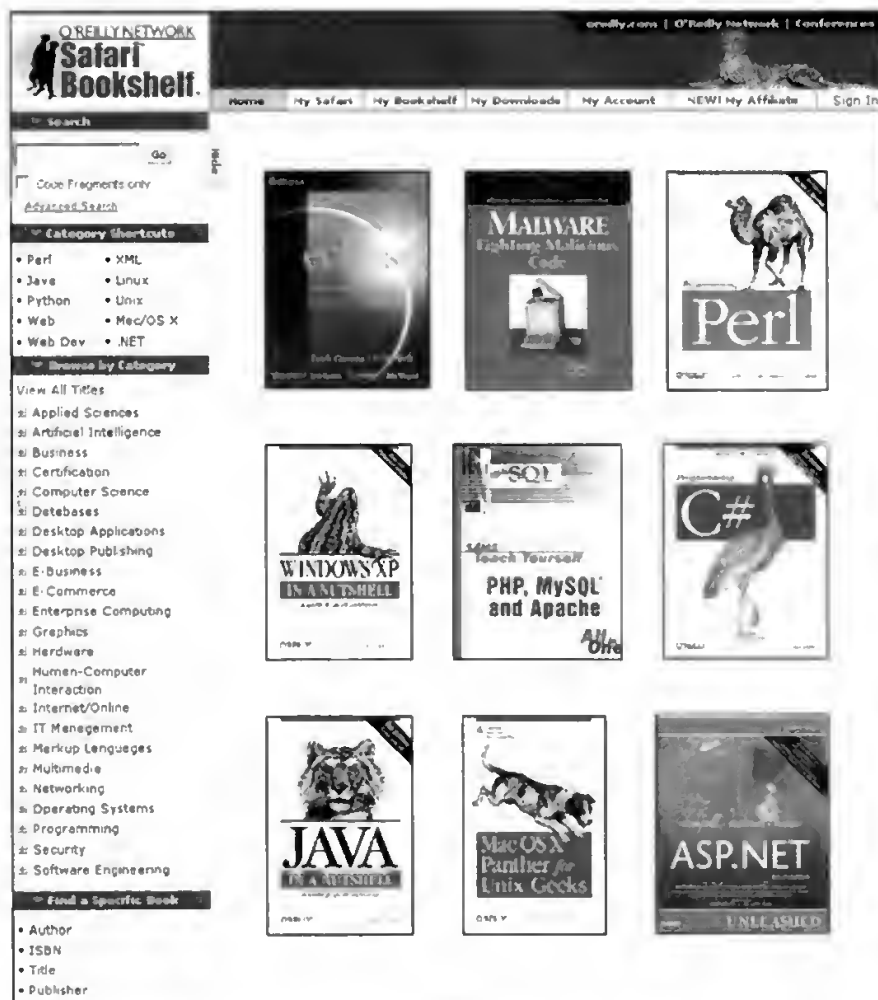 oreilly.com | O'Reilly Network | Conferences
O'REILLY NETWORK
Safari
Bookshelf.
Home My Safari My Bookshelf My Downloads My Account NEW! My Affiliate Sign In
Search
Go
Code Fragments only
Advanced Search
Category Shortcuts
• Perl • XML
• Java • Linux
• Python • Unix
• Web • Mac/OS X
• Web Dev • .NET
Browse by Category
View All Titles
Applied Sciences
Artificial Intelligence
Business
Certification
Computer Science
Databases
Desktop Applications
Desktop Publishing
E-Business
E-Commerce
Enterprise Computing
Graphics
Hardware
Human-Computer
Interaction
Internet/Online
IT Management
Markup Languages
Multimedia
Networking
Operating Systems
Programming
Security
Software Engineering
Find a Specific Book
• Author
• ISBN
• Title
• Publisher
MALWARE
Fighting Malicious
Code
Programming
Perl
WINDOWS XP
IN A NUTSHELL
SQL
SAMS
Teach Yourself
PHP, MySQL
and Apache
All in
One
Programming
C#
JAVA
IN A NUTSHELL
Mac OS X
Panther for
Unix Geeks
ASP.NET
UNLEASHED